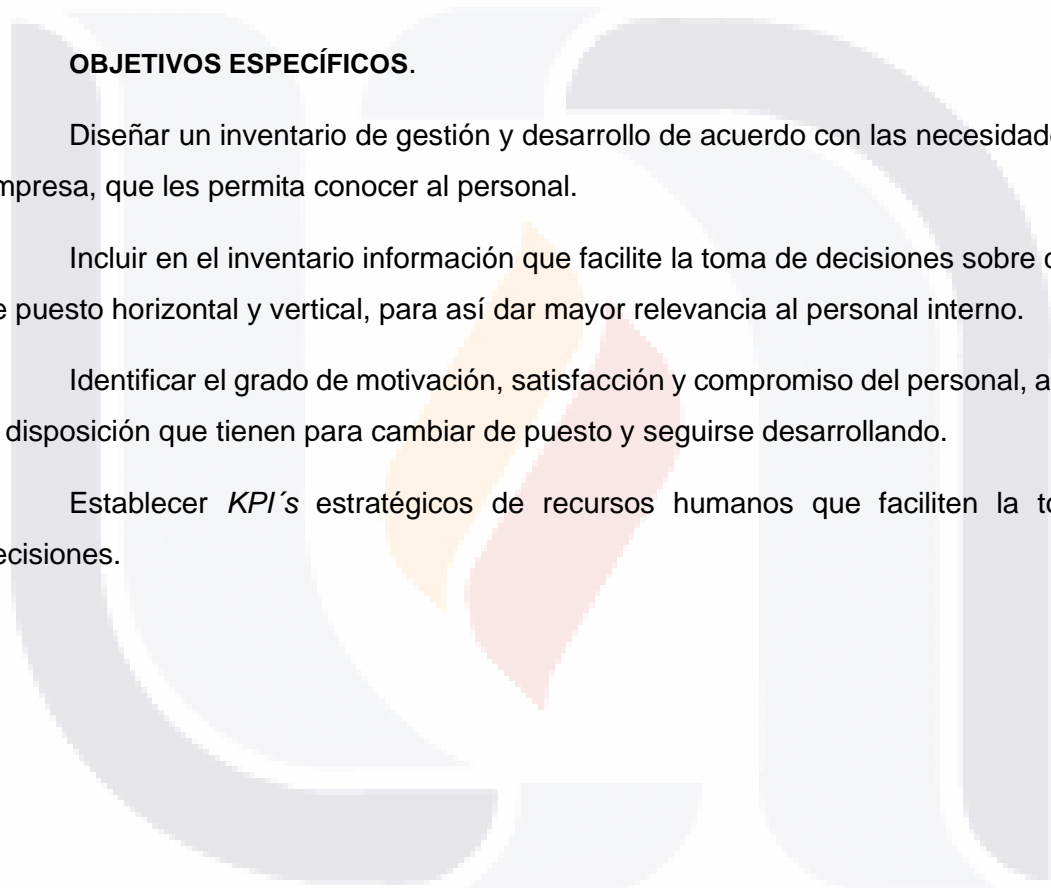 OBJETIVOS ESPECÍFICOS.
Diseñar un inventario de gestión y desarrollo de acuerdo con las
mpresa, que les permita conocer al personal.
Incluir en el inventario información que facilite la toma de decisiones sobre
e puesto horizontal y vertical, para así dar mayor relevancia al personal interno.
Identificar el grado de motivación, satisfacción y compromiso del personal,
disposición que tienen para cambiar de puesto y seguirse desarrollando.
Establecer KPI´s estratégicos de recursos humanos que faciliten la
ecisiones.